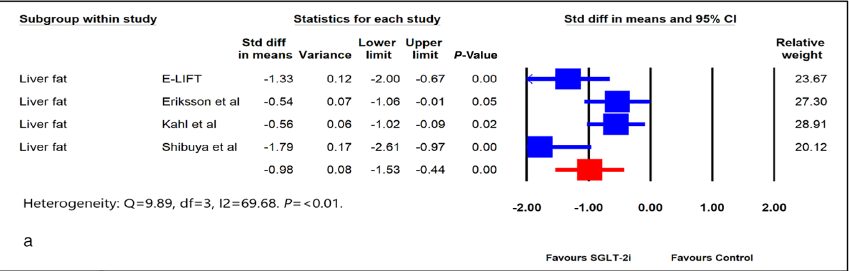 Subgroup within study Statistics for each study Std diff in means and 95% CI
Std diff Lower Upper Relative
in means Variance limit limit P-Value weight
Liver fat E-LIFT -1.33 0.12 -2.00 -0.67 0.00 23.67
Liver fat Eriksson et al -0.54 0.07 -1.06 -0.01 0.05 27.30
Liver fat Kahl et al -0.56 0.06 -1.02 -0.09 0.02 28.91
Liver fat Shibuya et al -1.79 0.17 -2.61 -0.97 0.00 20.12
-0.98 0.08 -1.53 -0.44 0.00
Heterogeneity: Q=9.89, df=3, I2=69.68. P=<0.01.
-2.00 -1.00 0.00 1.00 2.00
a
Favours SGLT-2i Favours Control